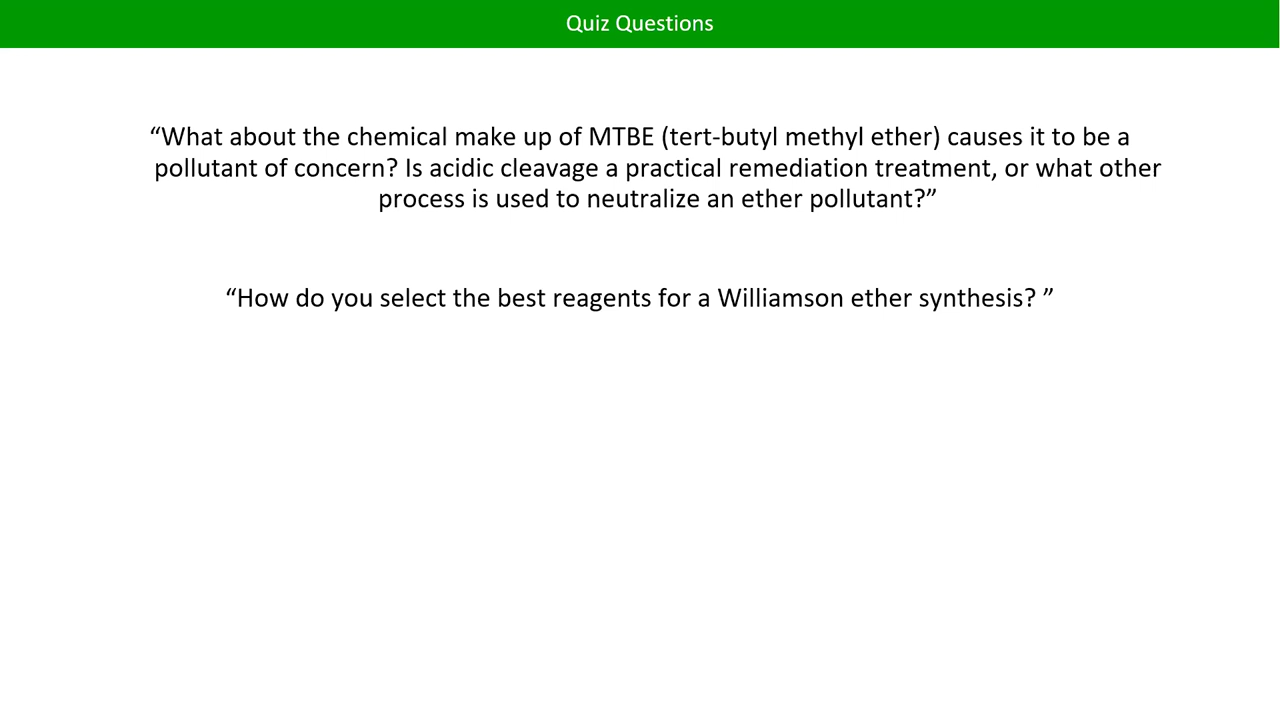 Quiz Questions
“What about the chemical make up of MTBE (tert-butyl methyl ether) causes it to be a
pollutant of concern? Is acidic cleavage a practical remediation treatment, or what other
process is used to neutralize an ether pollutant?”
“How do you select the best reagents for a Williamson ether synthesis? ”